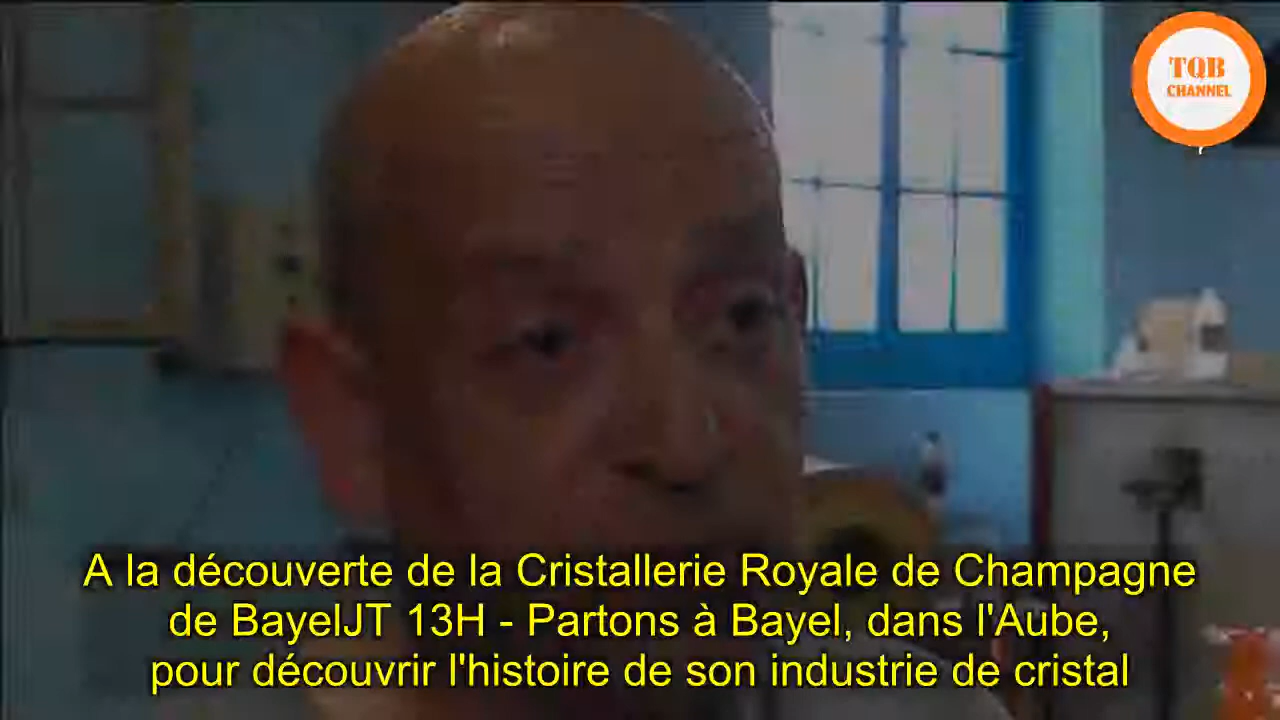 TQB
CHANNEL
A la découverte de la Cristallerie Royale de Champagne
de BayelJT 13H - Partons à Bayel, dans l'Aube,
pour découvrir l'histoire de son industrie de cristal